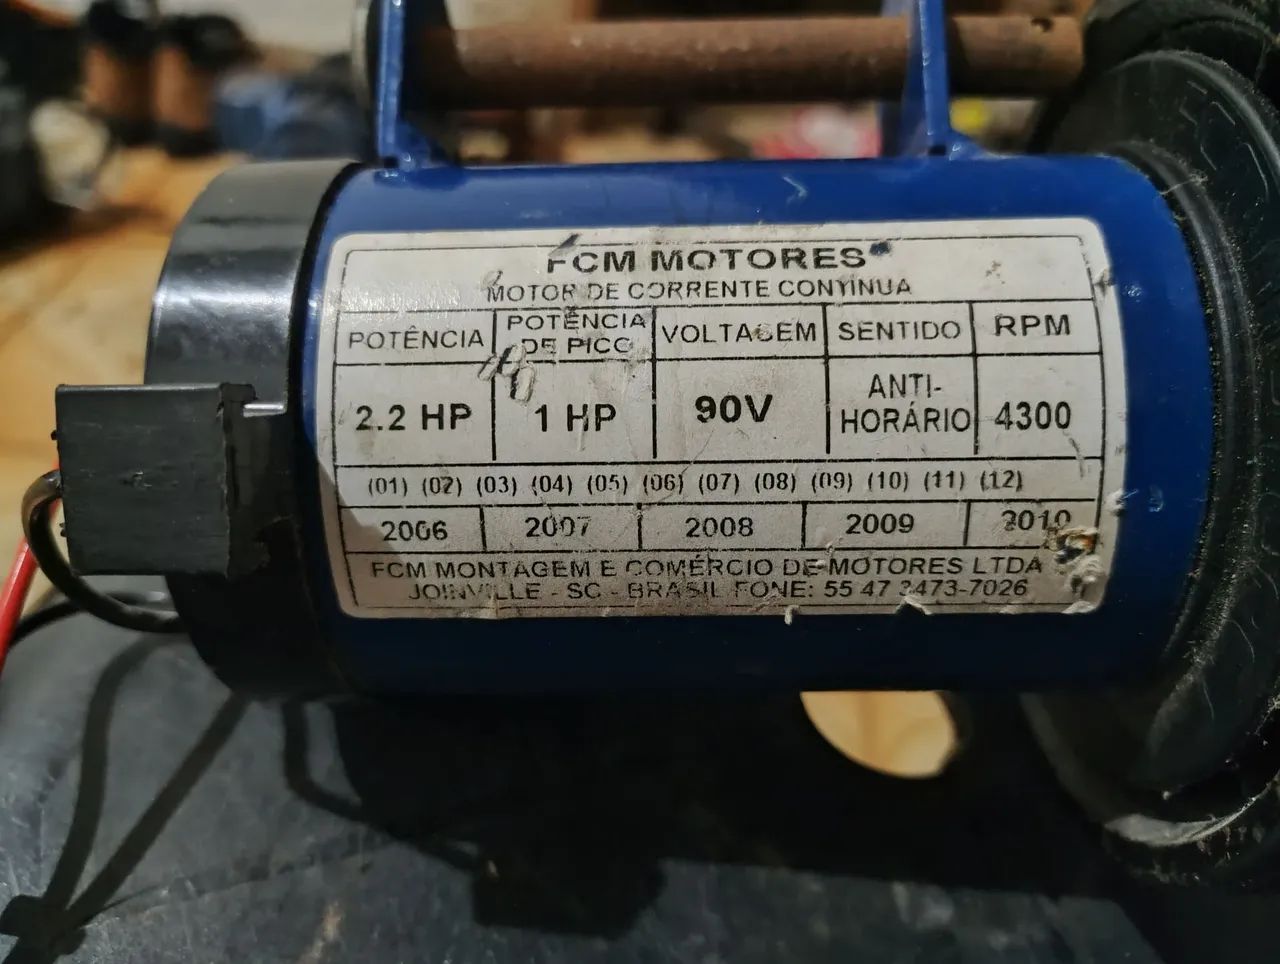 FCM MOTORES
MOTOR DE CORRENTE CONTÍNUA
POTÊNCIA POTÊNCIA DE PICO VOLTAGEM SENTIDO RPM
2.2 HP 1 HP 90V ANTI-HORÁRIO 4300
(01) (02) (03) (04) (05) (06) (07) (08) (09) (10) (11) (12)
2006 2007 2008 2009 2010
FCM MONTAGEM E COMÉRCIO DE MOTORES LTDA
JOINVILLE - SC - BRASIL FONE: 55 47 3473-7026